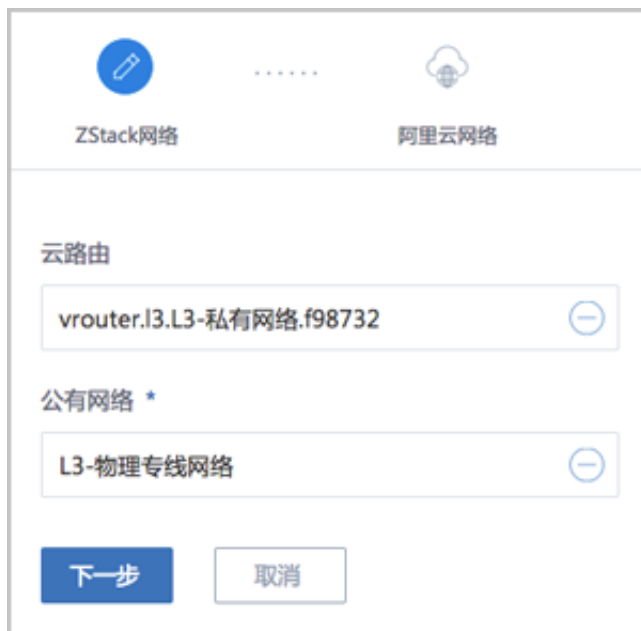 ZStack网络
阿里云网络
云路由
vrouter.l3.L3-私有网络.f98732
公有网络 *
L3-物理专线网络
下一步
取消